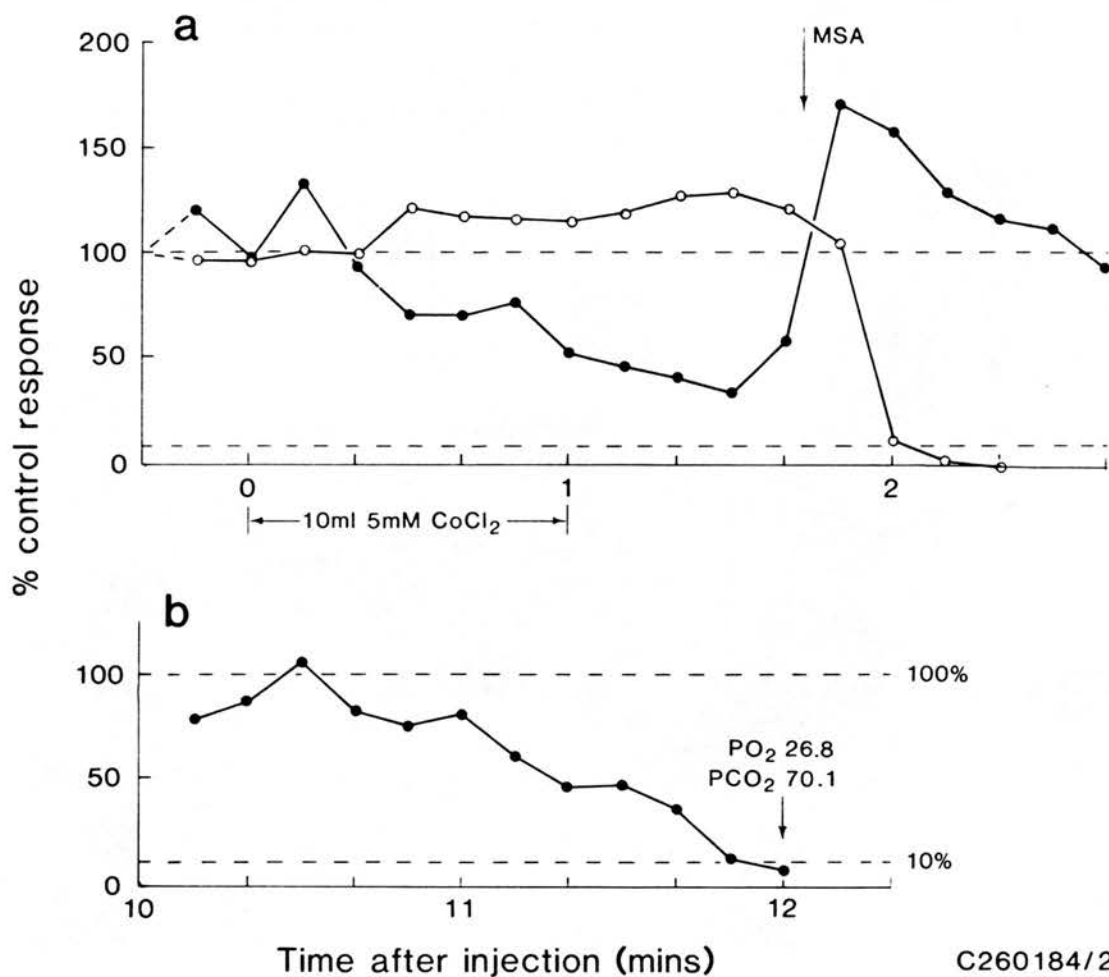 a
200
150
100
50
0
% control response
MSA
0 1 2
10ml 5mM CoCl₂
b
100
50
0
100%
10%
PO₂ 26.8
PCO₂ 70.1
10 11 12
Time after injection (mins)
C260184/2